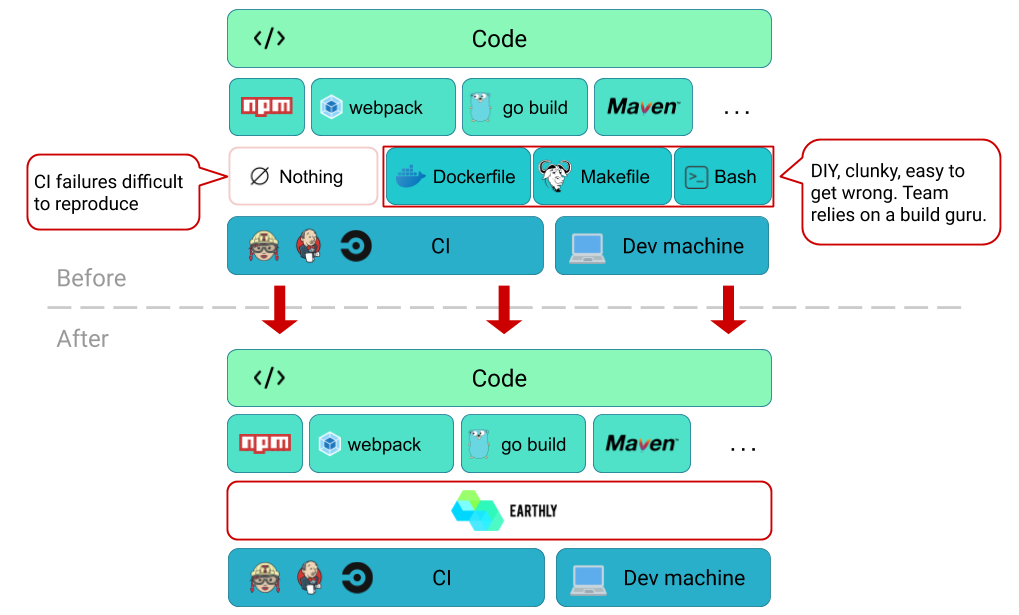 </> Code
npm webpack go build Maven ...
CI failures difficult
to reproduce
Ø Nothing Dockerfile Makefile >_ Bash
DIY, clunky, easy to
get wrong. Team
relies on a build guru.
CI Dev machine
Before
After
</> Code
npm webpack go build Maven ...
EARTHLY
CI Dev machine